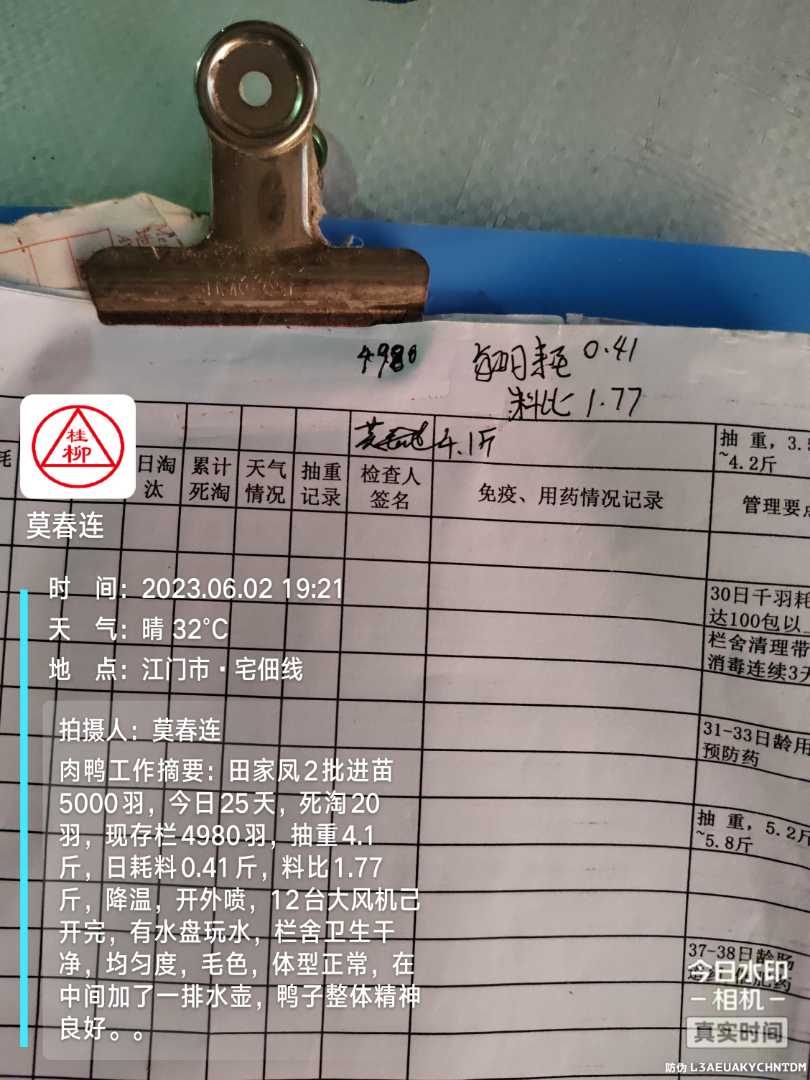 4980
每日耗 0.41
料比 1.77
4.1斤
抽 重，3.5
~4.2斤
桂
柳
耗
日淘
汰
累计
死淘
天气
情况
抽重
记录
检查人
签名
免疫、用药情况记录
管理要点
莫春连
时 间：2023.06.02 19:21
天 气：晴 32℃
地 点：江门市·宅佃线
30日千羽耗
达100包以上
栏舍清理带
消毒连续3天
拍摄人：莫春连
肉鸭工作摘要：田家凤2批进苗
5000羽，今日25天，死淘20
羽，现存栏4980羽，抽重4.1
斤，日耗料0.41斤，料比1.77
斤，降温，开外喷，12台大风机己
开完，有水盘玩水，栏舍卫生干
净，均匀度，毛色，体型正常，在
中间加了一排水壶，鸭子整体精神
良好。。
31-33日龄用
预防药
抽 重，5.2斤
~5.8斤
37-38日龄肠
今日水印
相机
真实时间
防伪 L3AEUAKYCHNTDM